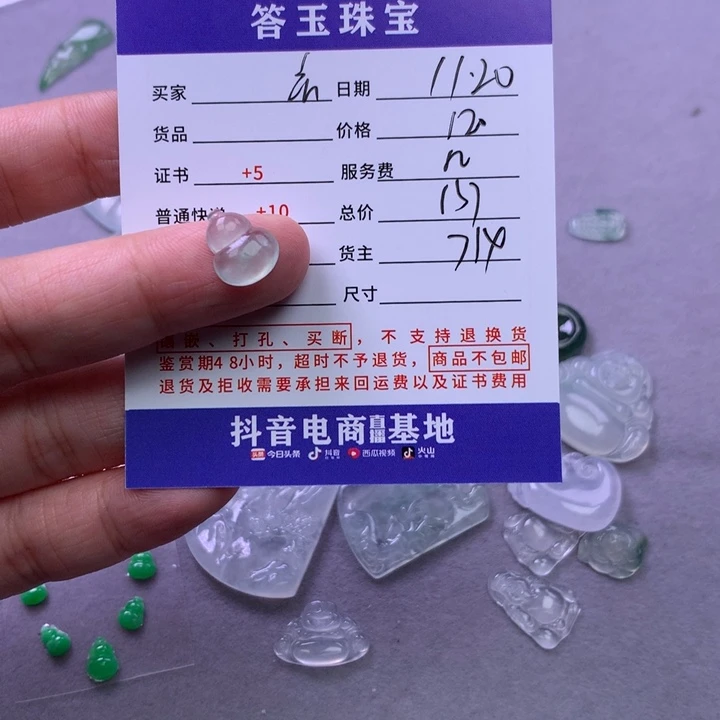 答玉珠宝
买家 日期 11.20
货品 价格
证书 +5 服务费
普通快递 +10 总价
货主 714
尺寸
镶嵌、打孔、买断，不支持退换货
鉴赏期48小时，超时不予退货，商品不包邮
退货及拒收需要承担来回运费以及证书费用
抖音电商直播基地
头条 今日头条 抖音 西瓜视频 火山